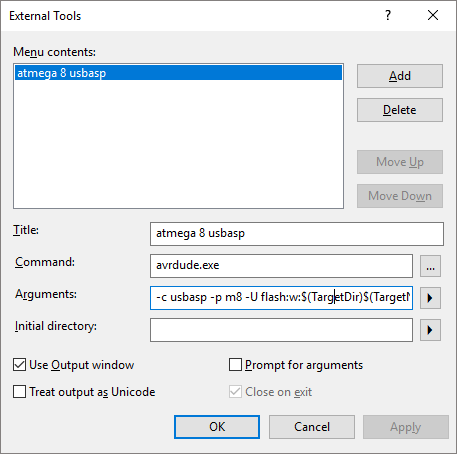 External Tools
?
Menu contents:
atmega 8 usbasp
Add
Delete
Move Up
Move Down
Title:
atmega 8 usbasp
Command:
avrdude.exe
...
Arguments:
-c usbasp -p m8 -U flash:w:$(TargetDir)$(Target
Initial directory:
Use Output window
Prompt for arguments
Treat output as Unicode
Close on exit
OK
Cancel
Apply